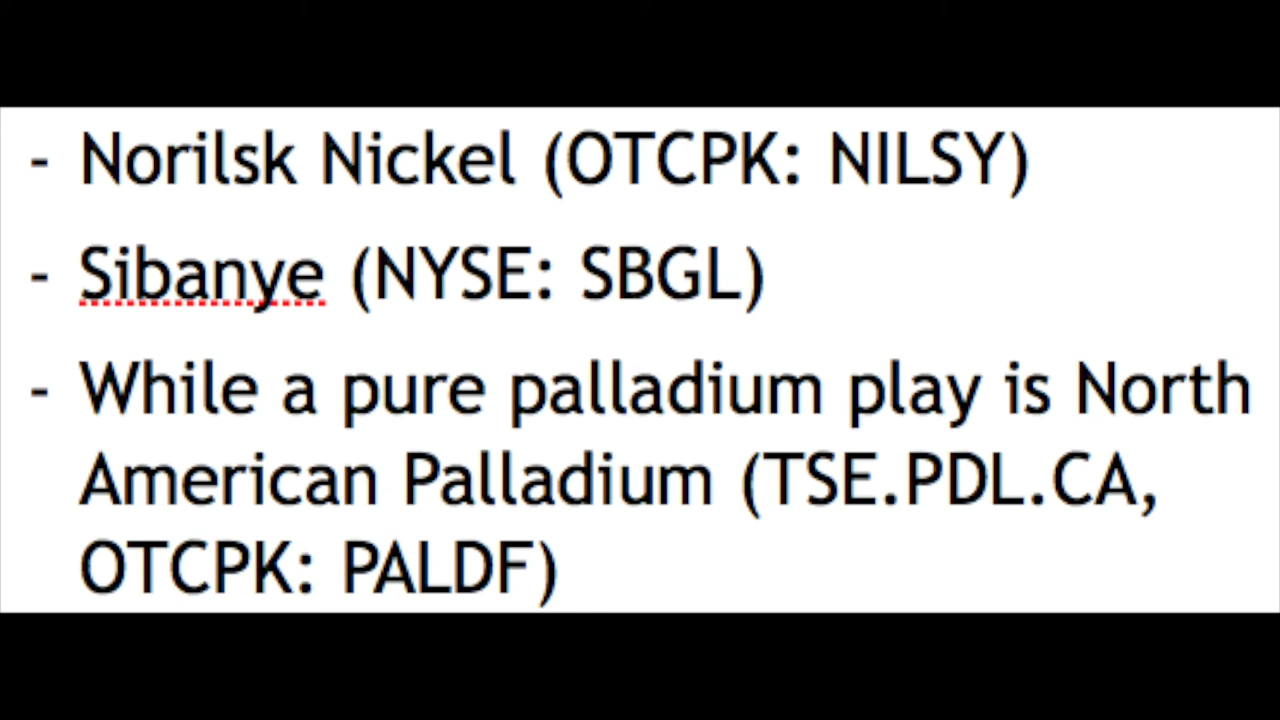 - Norilsk Nickel (OTCPK: NILSY)
- Sibanye (NYSE: SBGL)
- While a pure palladium play is North
American Palladium (TSE.PDL.CA,
OTCPK: PALDF)